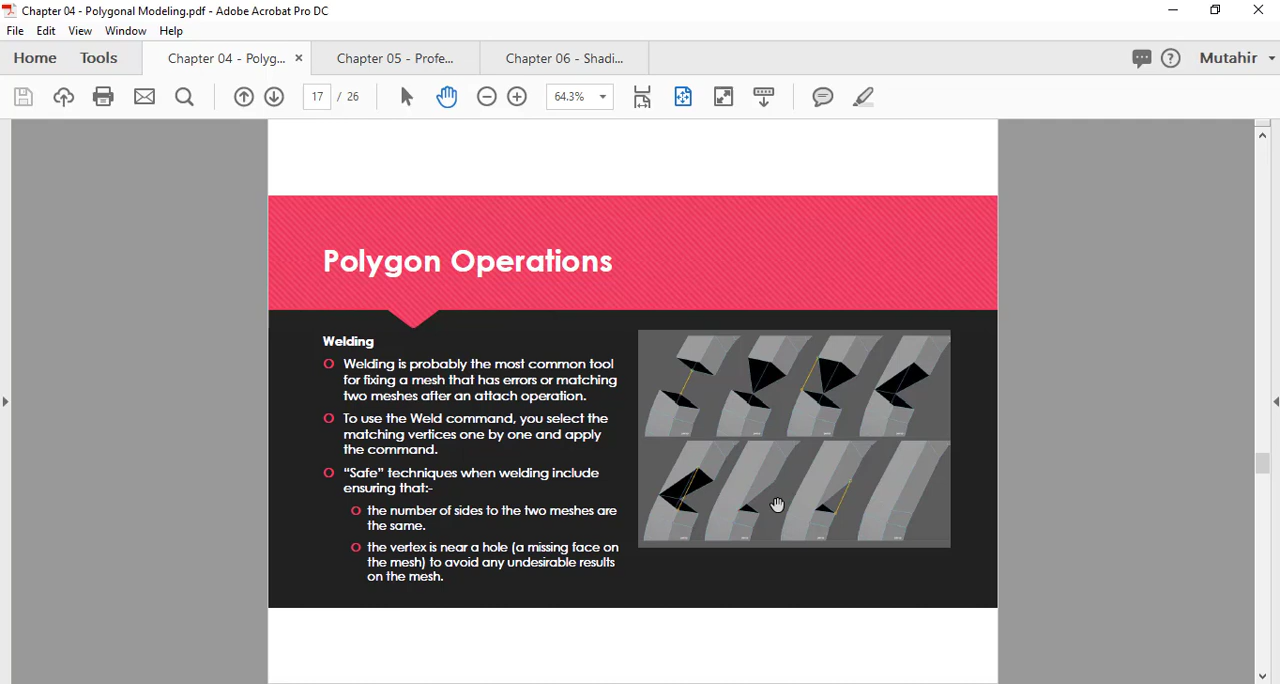 Chapter 04 - Polygonal Modeling.pdf - Adobe Acrobat Pro DC
File Edit View Window Help
Home Tools Chapter 04 - Polyg... × Chapter 05 - Profe... Chapter 06 - Shadi... ? Mutahir
17 / 26 64.3%
Polygon Operations
Welding
O Welding is probably the most common tool
for fixing a mesh that has errors or matching
two meshes after an attach operation.
O To use the Weld command, you select the
matching vertices one by one and apply
the command.
O “Safe” techniques when welding include
ensuring that:-
O the number of sides to the two meshes are
the same.
O the vertex is near a hole (a missing face on
the mesh) to avoid any undesirable results
on the mesh.